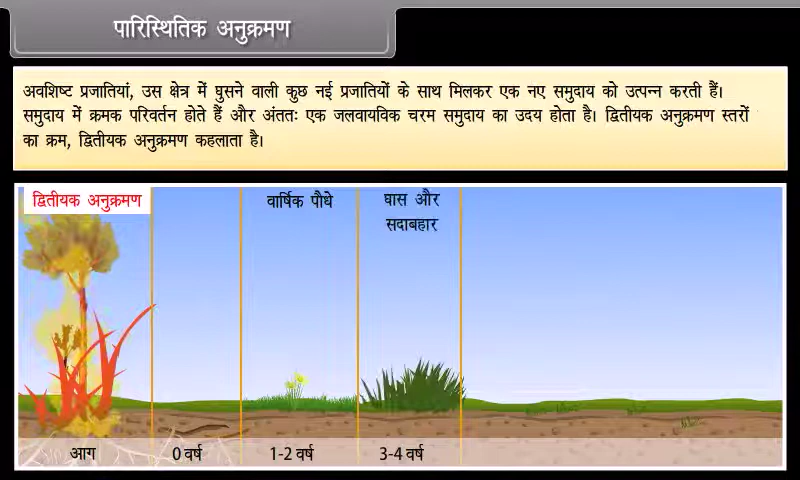 पारिस्थितिक अनुक्रमण
अवशिष्ट प्रजातियां, उस क्षेत्र में घुसने वाली कुछ नई प्रजातियों के साथ मिलकर एक नए समुदाय को उत्पन्न करती हैं।
समुदाय में क्रमक परिवर्तन होते हैं और अंततः एक जलवायविक चरम समुदाय का उदय होता है। द्वितीयक अनुक्रमण स्तरों
का क्रम, द्वितीयक अनुक्रमण कहलाता है।
द्वितीयक अनुक्रमण
वार्षिक पौधे
घास और
सदाबहार
आग
0 वर्ष
1-2 वर्ष
3-4 वर्ष